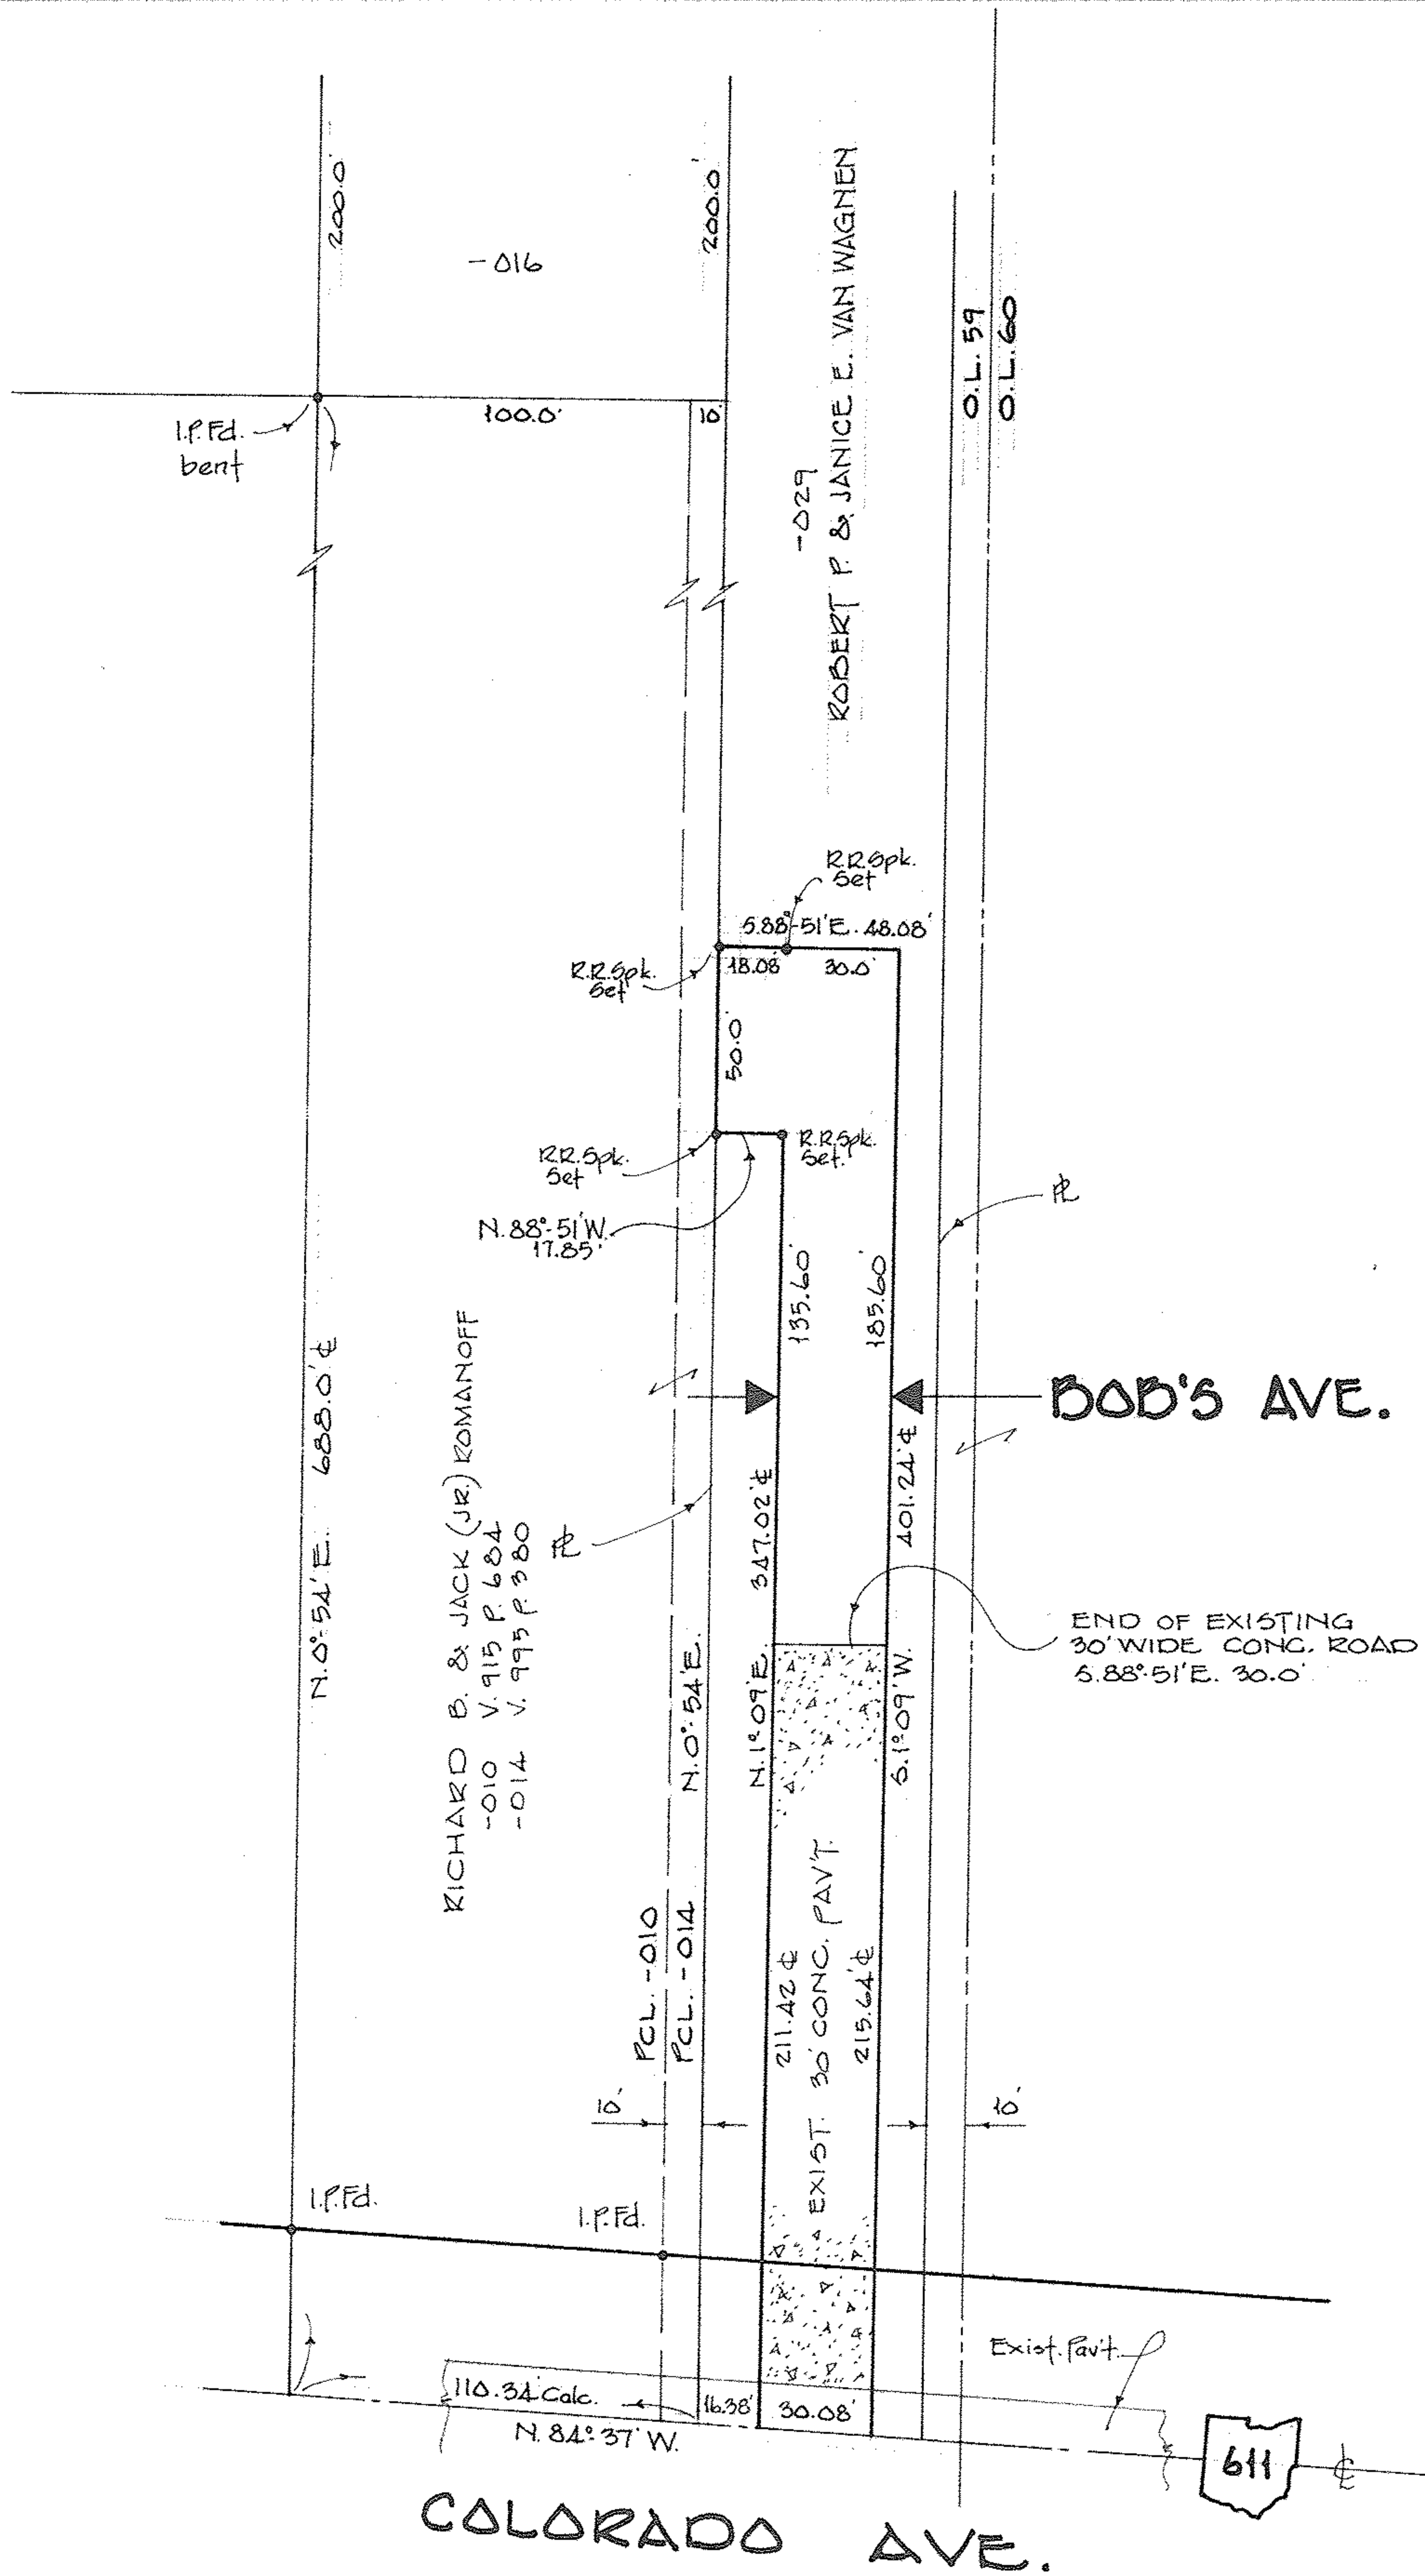 200.0'
200.0'
-016
ROBERT P. & JANICE E. VAN WAGNEN
-029
O.L. 59
O.L. 60
I.P. Fd.
bent
100.0'
10'
R.R. Spk.
Set
S.88°-51'E. 48.08'
18.08'
30.0'
R.R. Spk.
Set
50.0'
R.R. Spk.
Set
R.R. Spk.
Set.
N.88°-51'W.
17.85'
℄
135.60'
185.60'
BOB'S AVE.
N.0°-54'E. 688.0' ℄
RICHARD B. & JACK (JR.) ROMANOFF
-010 V. 915 P. 684
-014 V. 995 P. 380
PL
PL
347.02' ℄
401.24' ℄
END OF EXISTING
30' WIDE CONC. ROAD
S.88°-51'E. 30.0'
N.0°-54'E.
N.1°-09'E.
S.1°-09'W.
PCL. -010
PCL. -014
211.42' ℄
EXIST. 30' CONC. PAV'T.
215.64' ℄
10'
10'
I.P. Fd.
I.P. Fd.
Exist. Pav't.
110.34' Calc.
16.38'
30.08'
N.84°-37'W.
611
℄
COLORADO AVE.